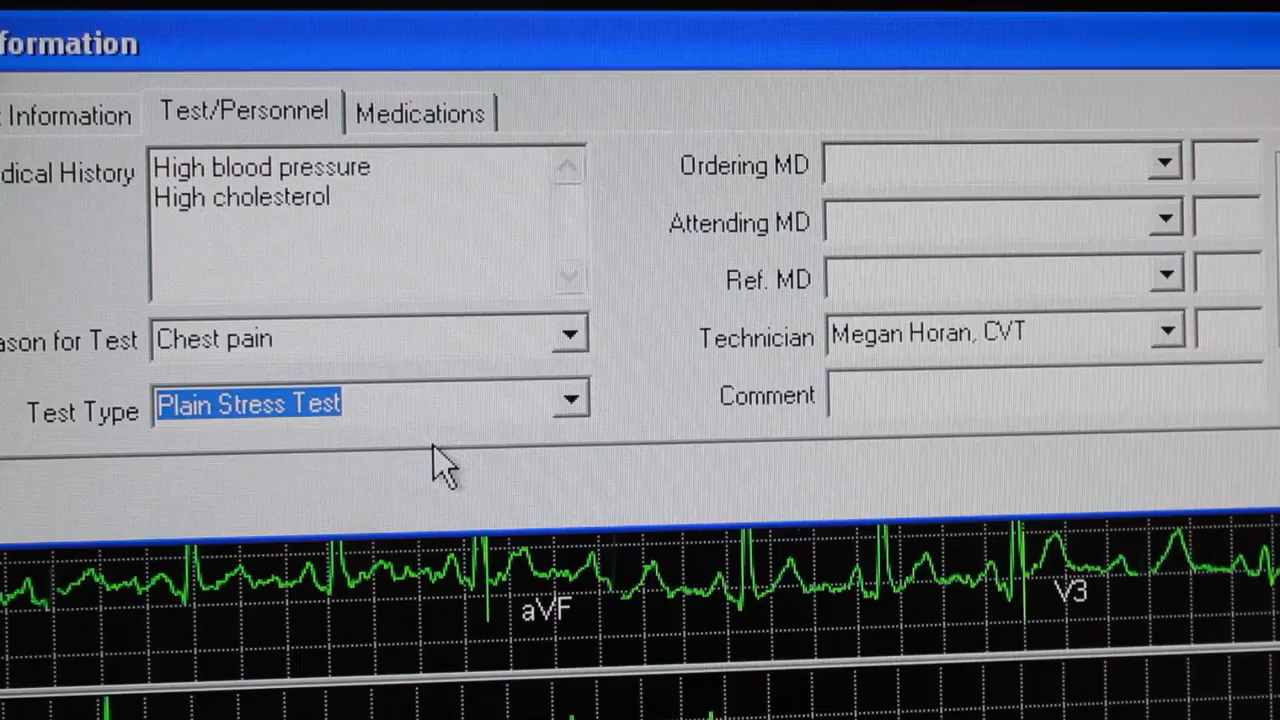 formation
Information
Test/Personnel
Medications
dical History
High blood pressure
High cholesterol
ason for Test
Chest pain
Test Type
Plain Stress Test
Ordering MD
Attending MD
Ref. MD
Technician
Megan Horan, CVT
Comment
aVF
V3